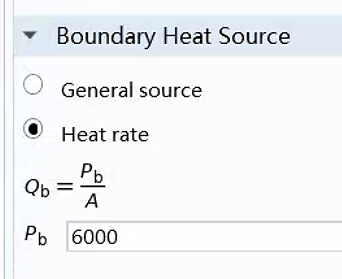 Boundary Heat Source
General source
Heat rate
Qb = Pb/A
Pb 6000